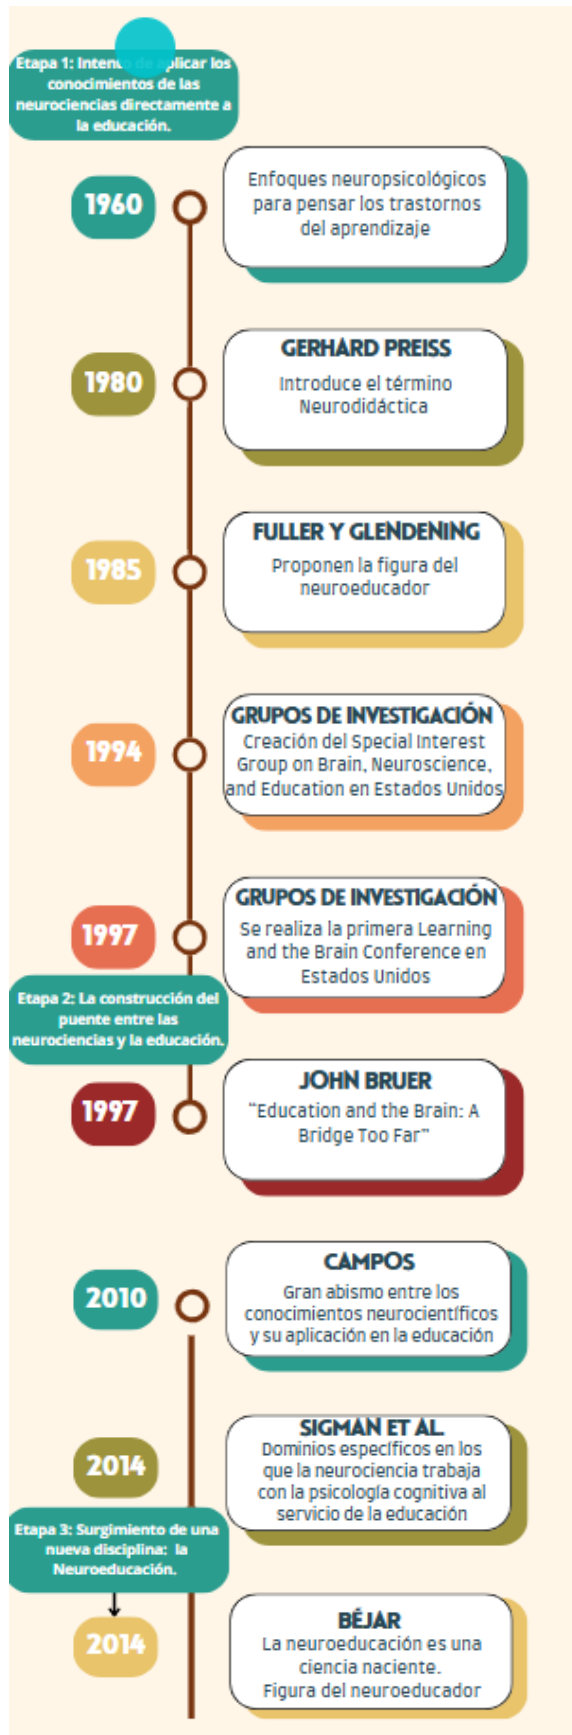 Etapa 1: Intento de aplicar los
conocimientos de las
neurociencias directamente a
la educación.
1960
Enfoques neuropsicológicos
para pensar los trastornos
del aprendizaje
1980
GERHARD PREISS
Introduce el término
Neurodidáctica
1985
FULLER Y GLENDENING
Proponen la figura del
neuroeducador
1994
GRUPOS DE INVESTIGACIÓN
Creación del Special Interest
Group on Brain, Neuroscience,
and Education en Estados Unidos
1997
GRUPOS DE INVESTIGACIÓN
Se realiza la primera Learning
and the Brain Conference en
Estados Unidos
Etapa 2: La construcción del
puente entre las
neurociencias y la educación.
1997
JOHN BRUER
“Education and the Brain: A
Bridge Too Far”
2010
CAMPOS
Gran abismo entre los
conocimientos neurocientíficos
y su aplicación en la educación
2014
SIGMAN ET AL.
Dominios específicos en los
que la neurociencia trabaja
con la psicología cognitiva al
servicio de la educación
Etapa 3: Surgimiento de una
nueva disciplina: la
Neuroeducación.
2014
BÉJAR
La neuroeducación es una
ciencia naciente.
Figura del neuroeducador